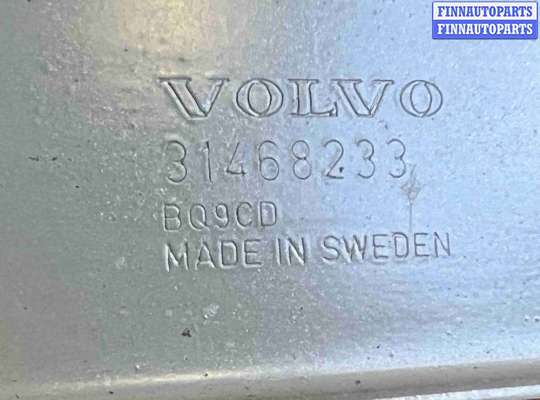 FINNAUTOPARTS
FINNAUTOPARTS
VOLVO
31468233
BQ9CD
MADE IN SWEDEN